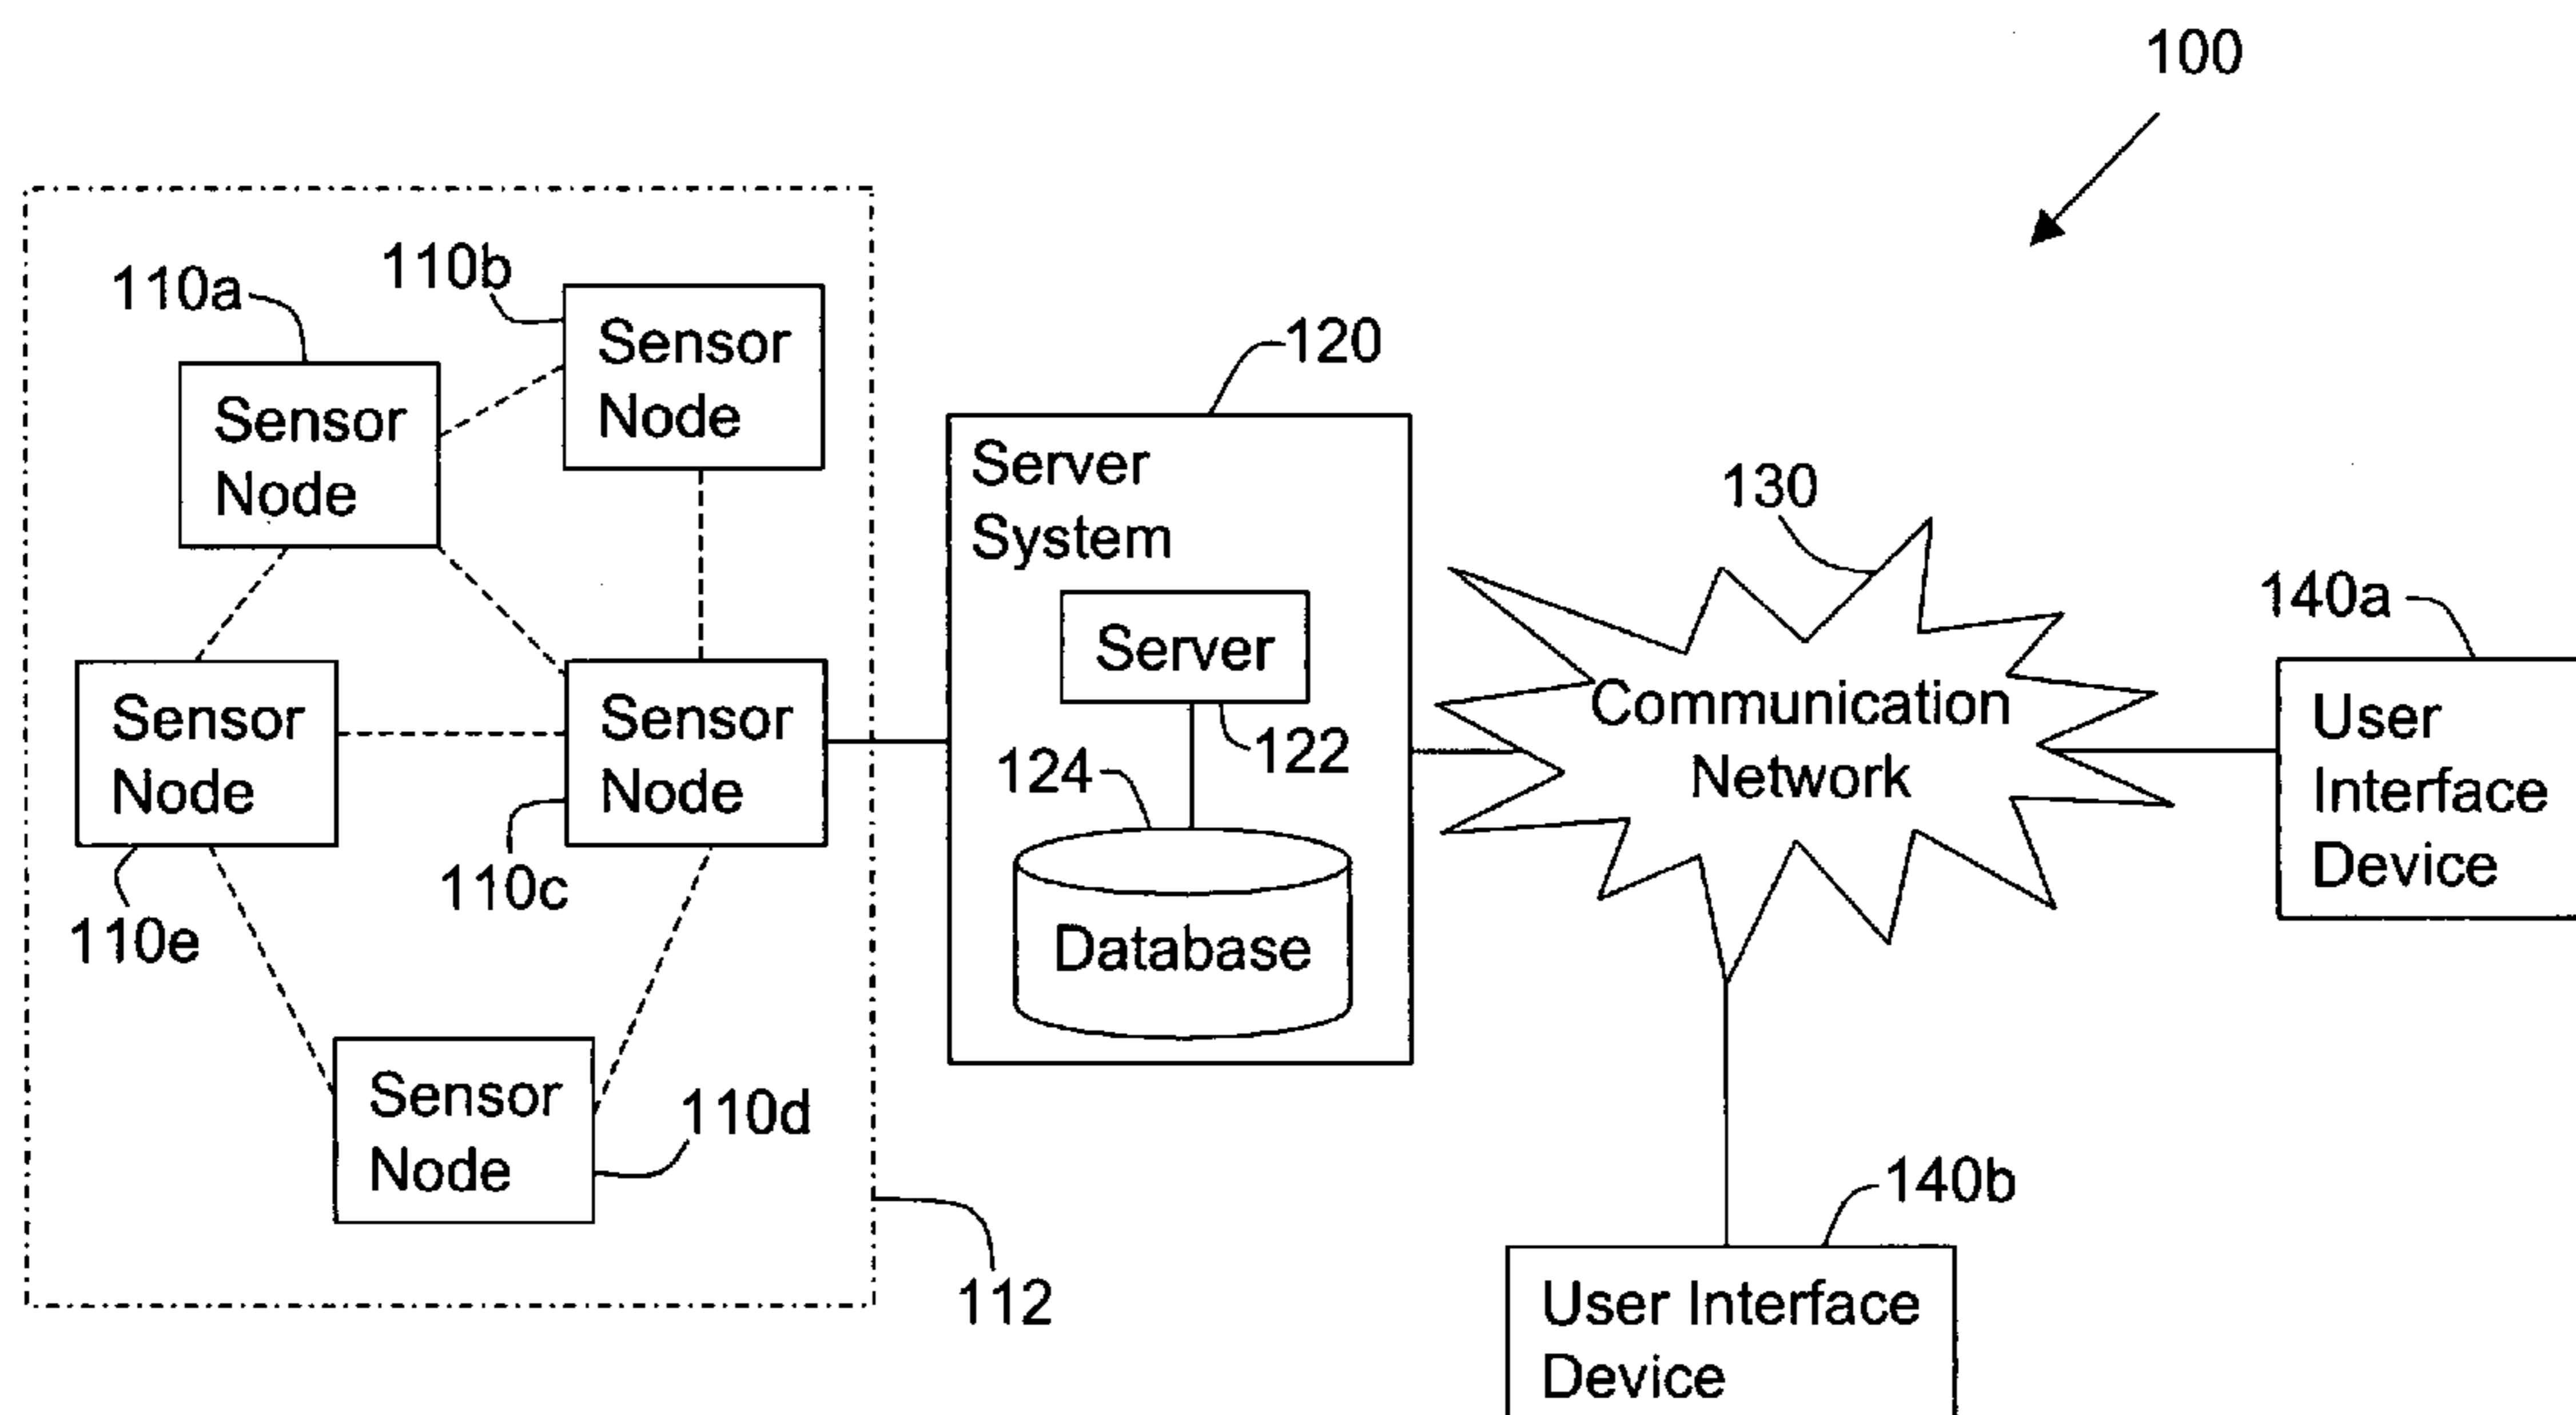 100
110a
110b
Sensor
Node
Sensor
Node
120
Server
System
130
140a
Server
Sensor
Node
Sensor
Node
124
122
Communication
Network
User
Interface
Device
110c
110e
Database
Sensor
Node
110d
112
140b
User Interface
Device